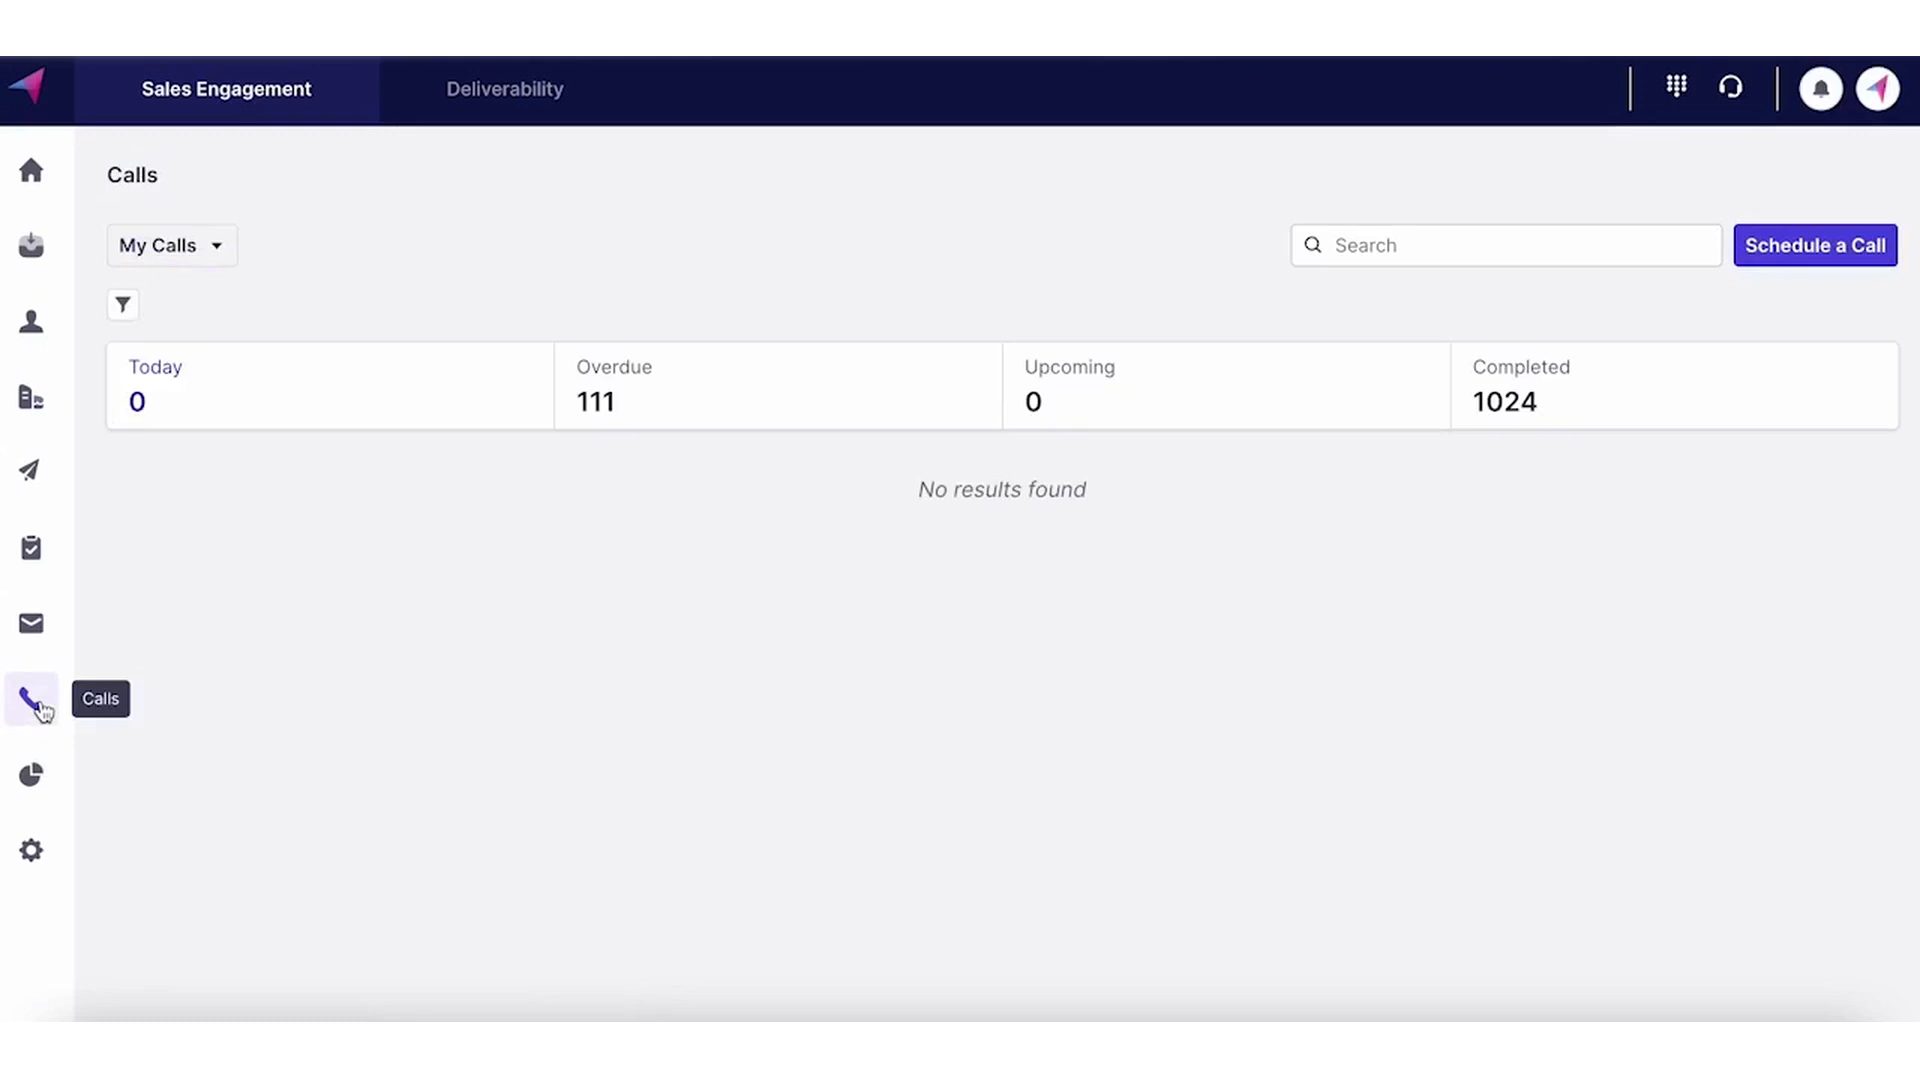 Sales Engagement
Deliverability
Calls
My Calls
Search
Schedule a Call
Today
0
Overdue
111
Upcoming
0
Completed
1024
No results found
Calls